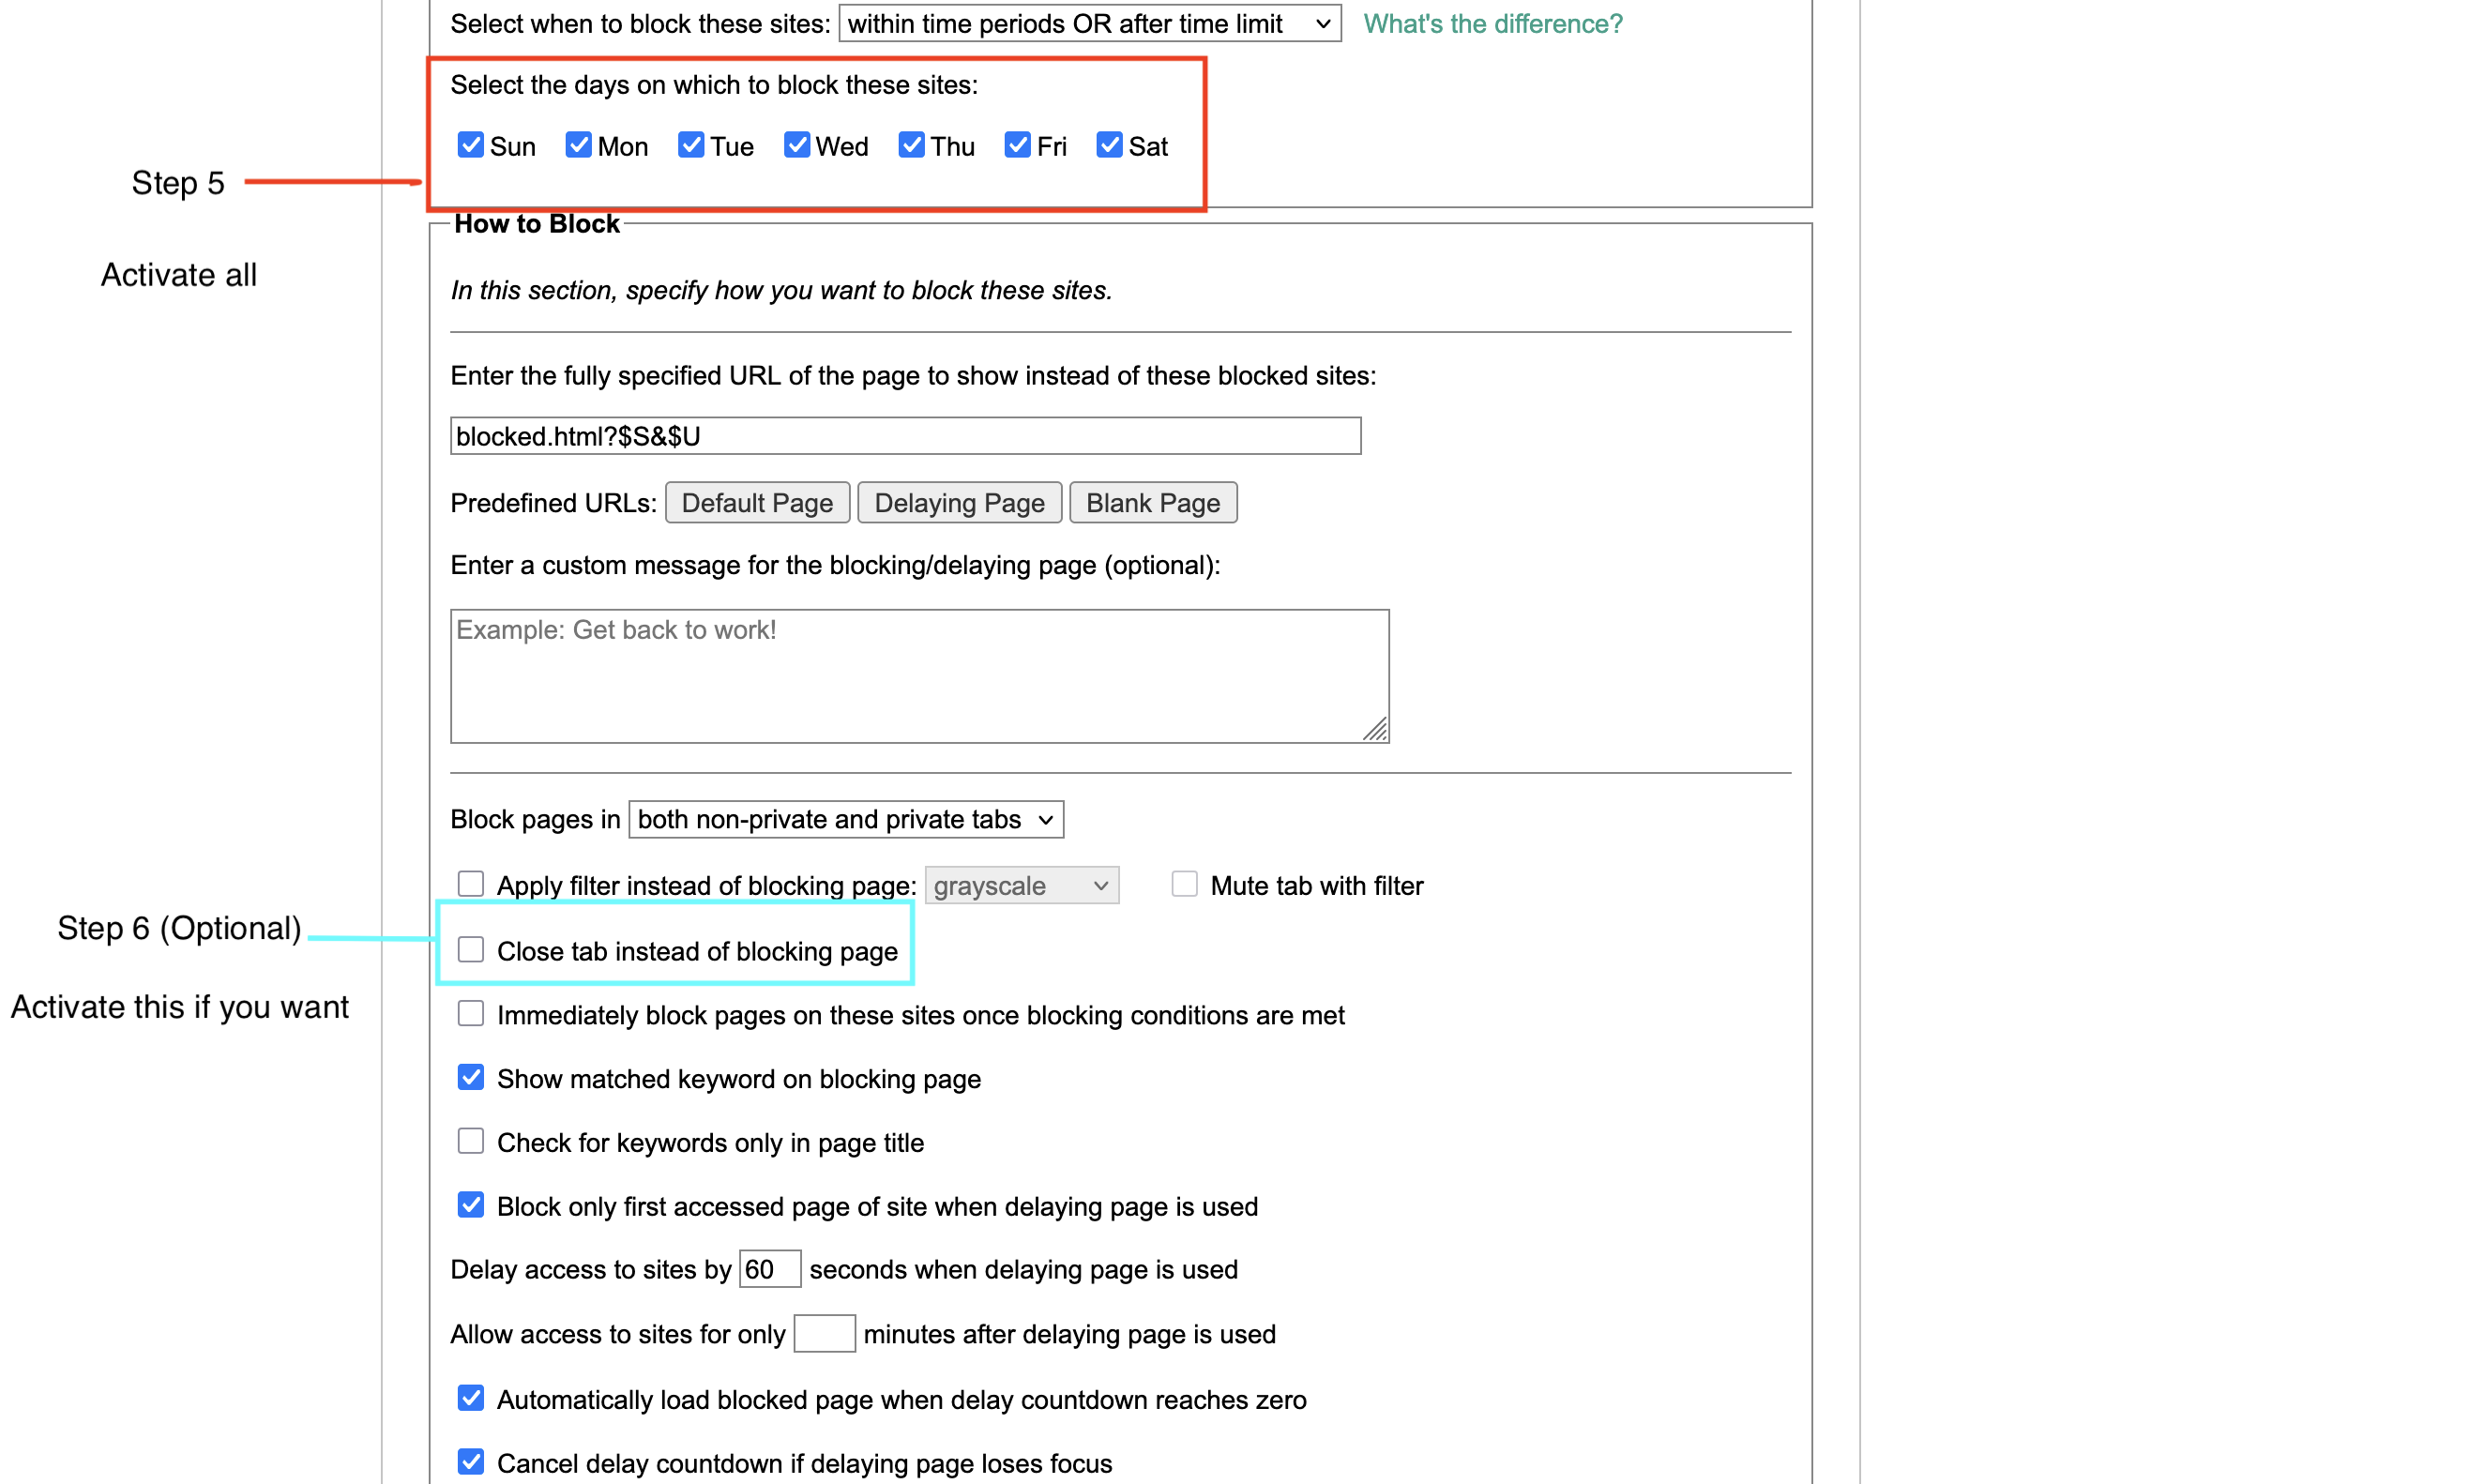 Select when to block these sites: within time periods OR after time limit What's the difference?
Select the days on which to block these sites:
Sun Mon Tue Wed Thu Fri Sat
Step 5
Activate all
How to Block
In this section, specify how you want to block these sites.
Enter the fully specified URL of the page to show instead of these blocked sites:
blocked.html?$S&$U
Predefined URLs: Default Page Delaying Page Blank Page
Enter a custom message for the blocking/delaying page (optional):
Example: Get back to work!
Block pages in both non-private and private tabs
Apply filter instead of blocking page: grayscale Mute tab with filter
Step 6 (Optional)
Close tab instead of blocking page
Activate this if you want
Immediately block pages on these sites once blocking conditions are met
Show matched keyword on blocking page
Check for keywords only in page title
Block only first accessed page of site when delaying page is used
Delay access to sites by 60 seconds when delaying page is used
Allow access to sites for only minutes after delaying page is used
Automatically load blocked page when delay countdown reaches zero
Cancel delay countdown if delaying page loses focus